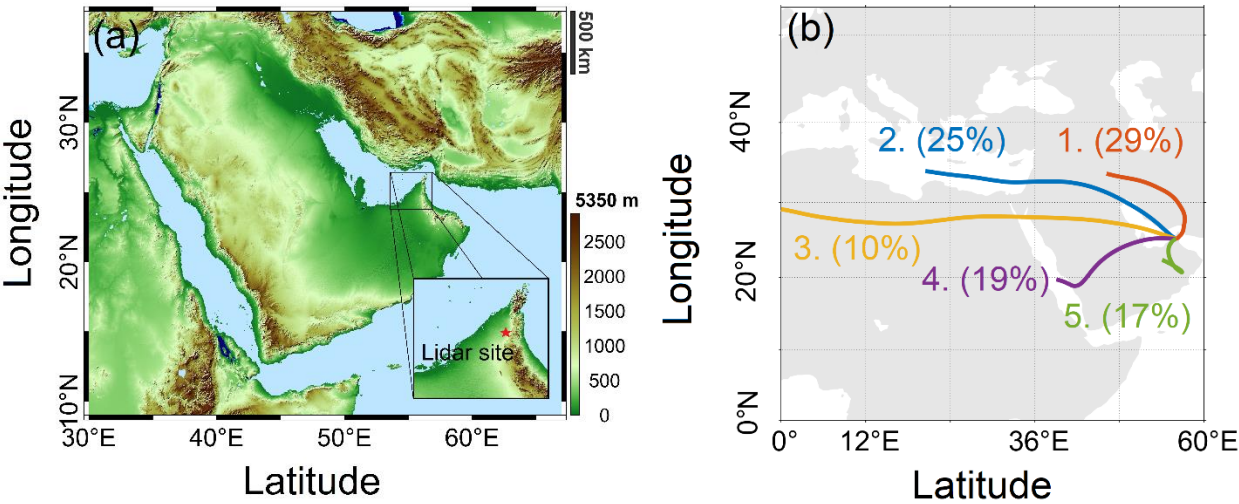 (a)
500 km
Longitude
30°N
20°N
10°N
5350 m
2500
2000
1500
1000
500
0
Lidar site
30°E
40°E
50°E
60°E
Latitude
(b)
Longitude
40°N
20°N
0°N
2. (25%)
1. (29%)
3. (10%)
4. (19%)
5. (17%)
0°
12°E
36°E
60°E
Latitude